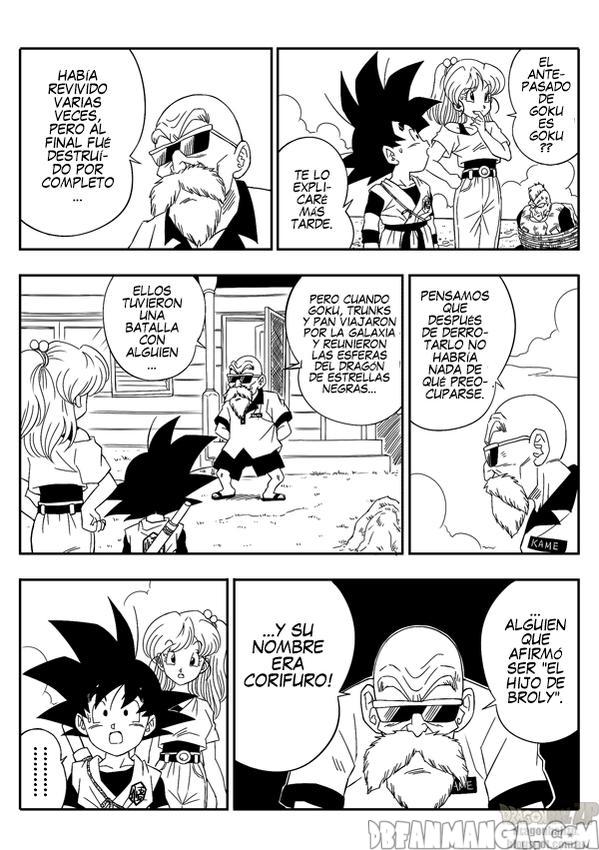 EL
ANTE-
PASADO
DE
GOKU
ES
GOKU
??
TE LO
EXPLI-
CARÉ
MÁS
TARDE.
HABÍA
REVIVIDO
VARIAS
VECES,
PERO AL
FINAL FUÉ
DESTRUÍ-
DO POR
COMPLETO
...
PENSAMOS
QUE
DESPUÉS
DE DERRO-
TARLO NO
HABRÍA
NADA DE
QUÉ PREO-
CUPARSE.
KAME
PERO CUANDO
GOKU, TRUNKS
Y PAN VIAJARON
POR LA GALAXIA
Y REUNIERON
LAS ESFERAS
DEL DRAGÓN
DE ESTRELLAS
NEGRAS...
ELLOS
TUVIERON
UNA
BATALLA
CON
ALGUIEN
...
...
ALGUIEN
QUE
AFIRMÓ
SER "EL
HIJO DE
BROLY".
...Y SU
NOMBRE
ERA
CORIFURO!
KAME
DBFANMANGA.COM